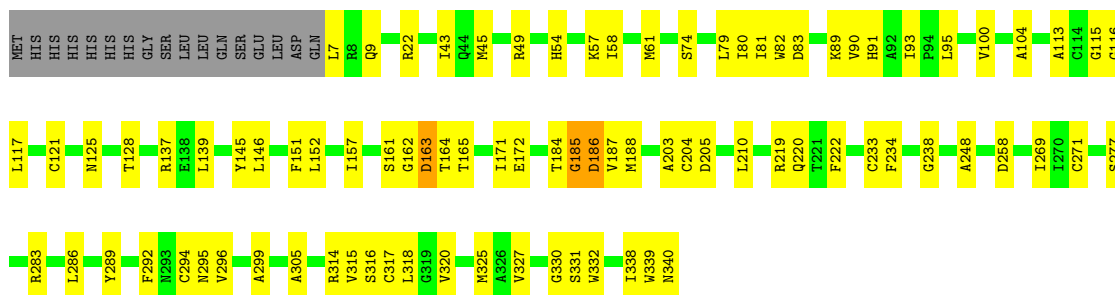 MET HIS HIS HIS HIS HIS HIS GLY SER LEU LEU GLN SER GLU LEU ASP GLN L7 R8 Q9 R22 I43 Q44 M45 R49 H54 K57 I58 M61 S74 L79 I80 I81 W82 D83 K89 V90 H91 A92 I93 P94 L95 V100 A104 A113 C114 G115 G116
L117 C121 N125 T128 R137 E138 L139 Y145 L146 F151 L152 I157 S161 G162 D163 T164 T165 I171 E172 T184 G185 D186 V187 M188 A203 C204 D205 L210 R219 Q220 T221 F222 C233 F234 G238 A248 D258 I269 I270 C271 S277
R283 L286 Y289 F292 N293 C294 N295 V296 A299 A305 R314 V315 S316 C317 L318 G319 V320 M325 A326 V327 G330 S331 W332 I338 W339 N340